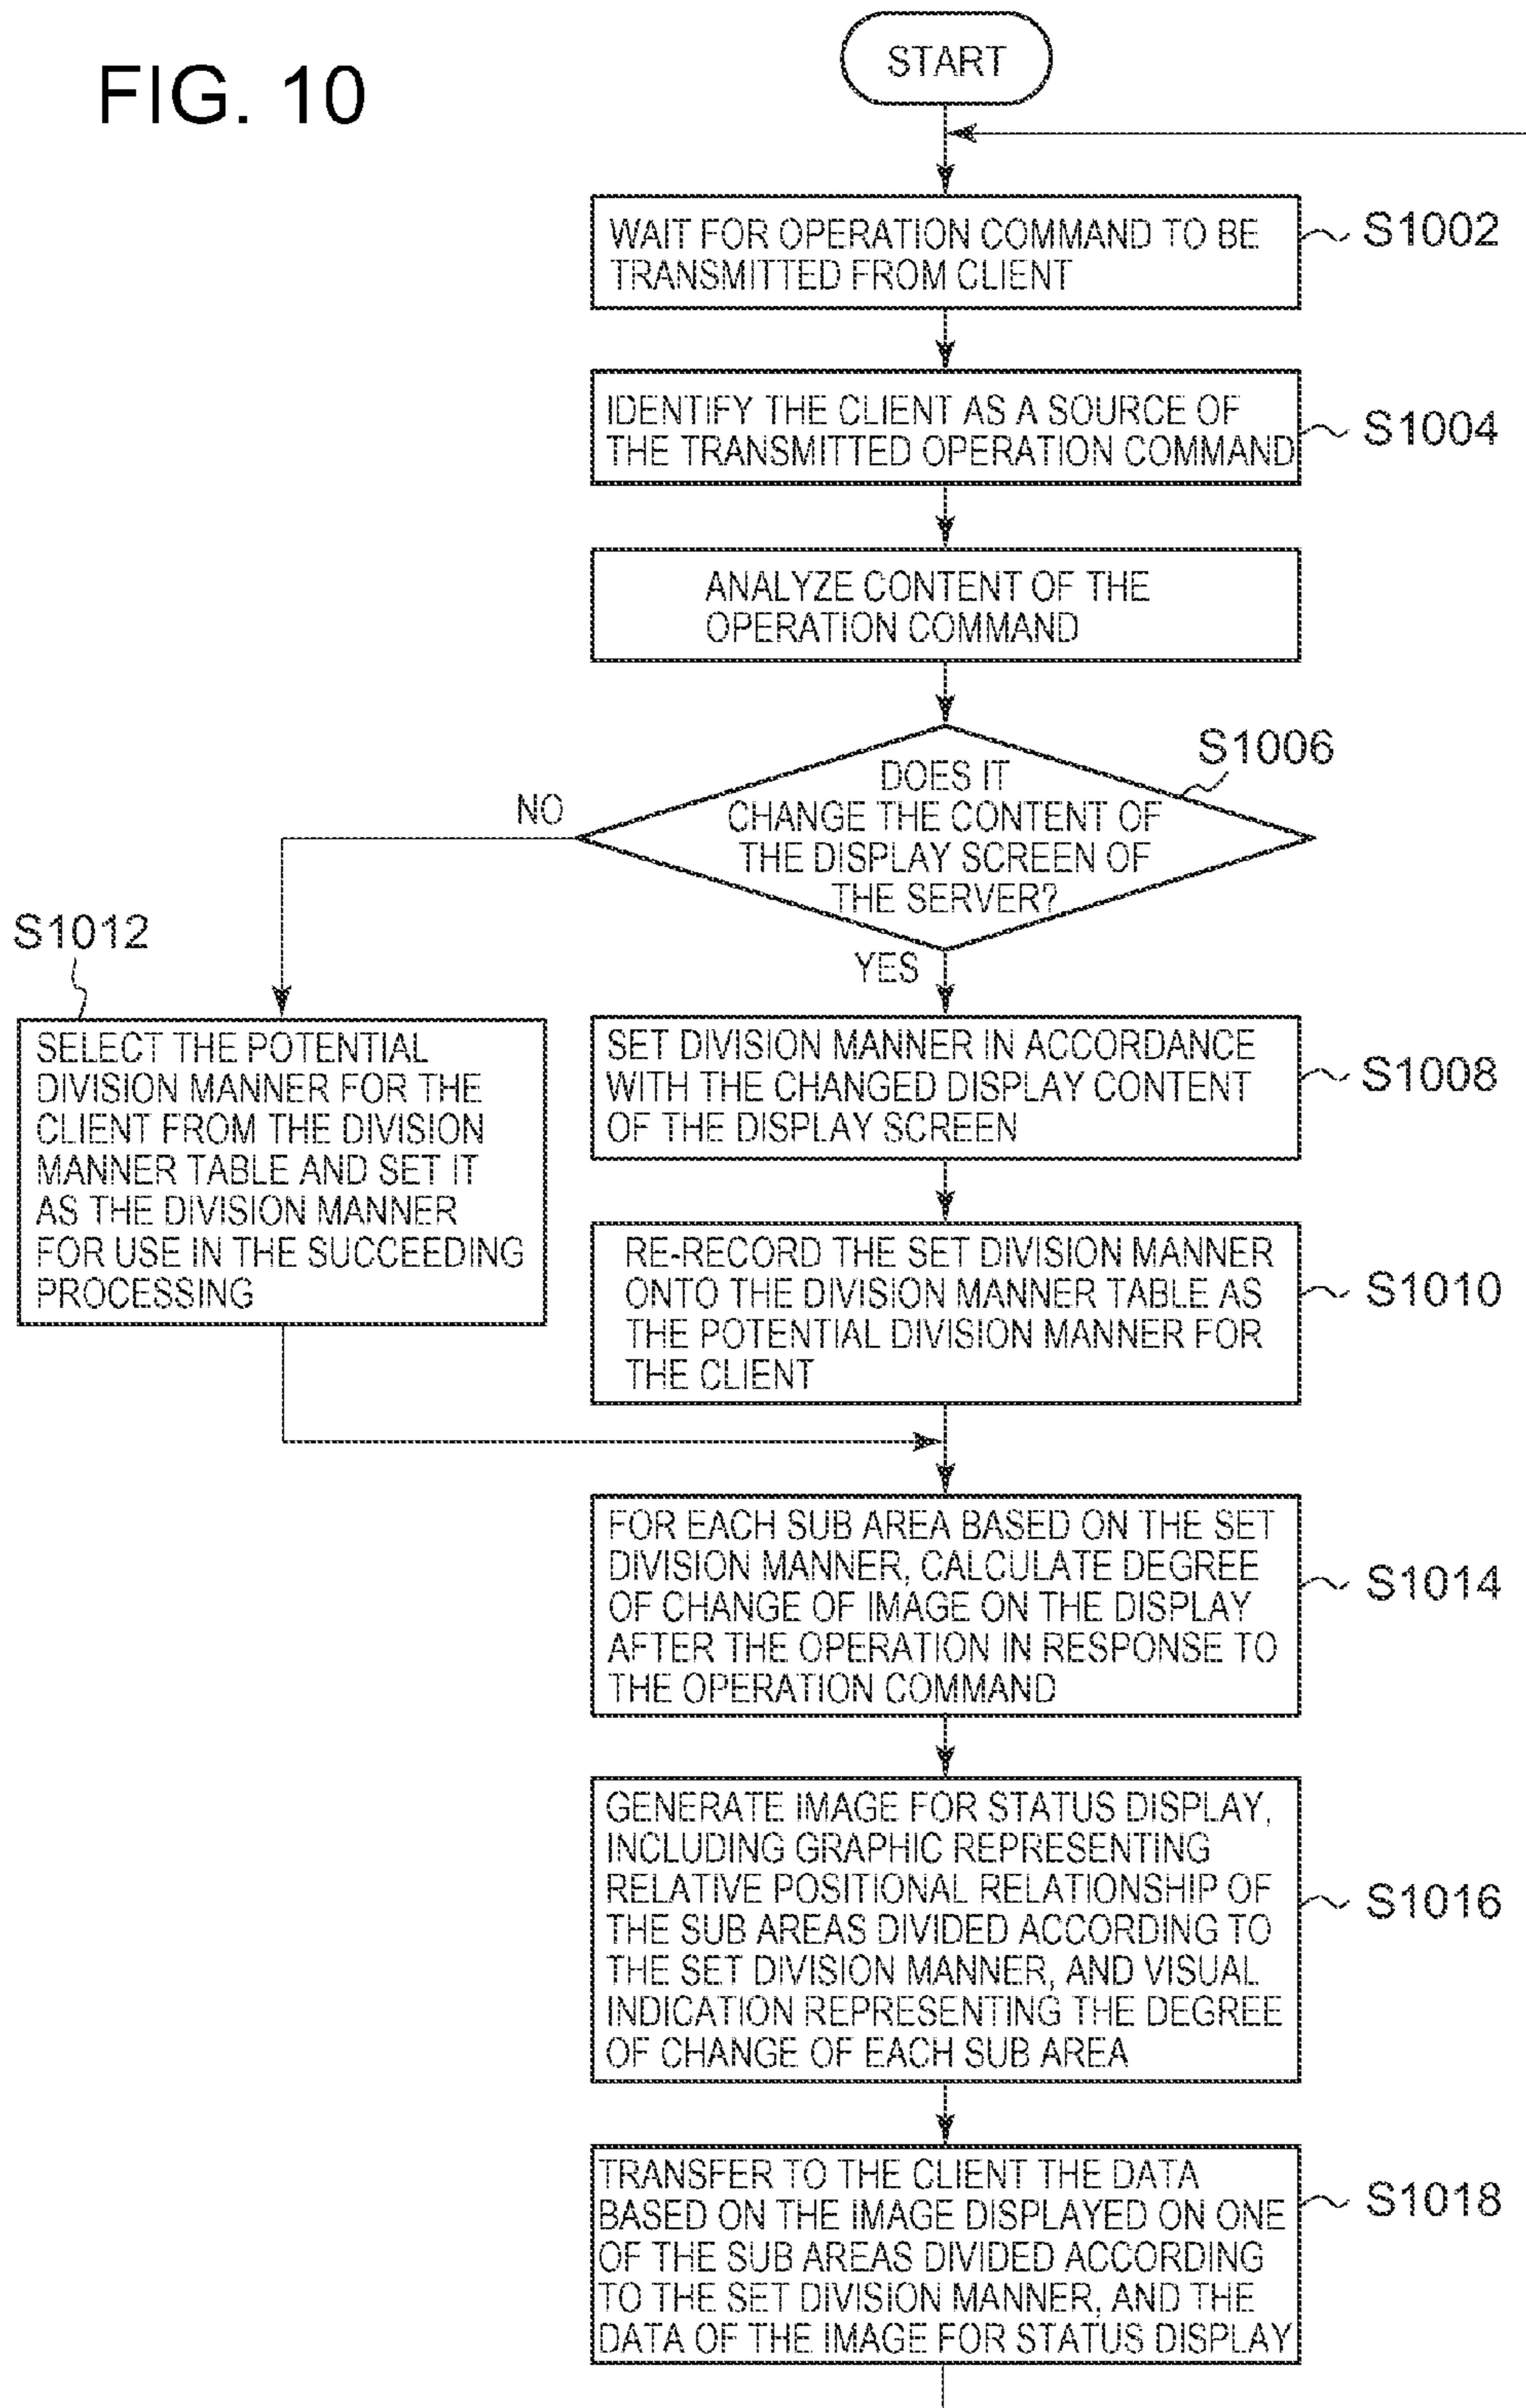 FIG. 10
START
WAIT FOR OPERATION COMMAND TO BE
TRANSMITTED FROM CLIENT
S1002
IDENTIFY THE CLIENT AS A SOURCE OF
THE TRANSMITTED OPERATION COMMAND
S1004
ANALYZE CONTENT OF THE
OPERATION COMMAND
S1006
DOES IT
CHANGE THE CONTENT OF
THE DISPLAY SCREEN OF
THE SERVER?
NO
YES
S1012
SELECT THE POTENTIAL
DIVISION MANNER FOR THE
CLIENT FROM THE DIVISION
MANNER TABLE AND SET IT
AS THE DIVISION MANNER
FOR USE IN THE SUCCEEDING
PROCESSING
SET DIVISION MANNER IN ACCORDANCE
WITH THE CHANGED DISPLAY CONTENT
OF THE DISPLAY SCREEN
S1008
RE-RECORD THE SET DIVISION MANNER
ONTO THE DIVISION MANNER TABLE AS
THE POTENTIAL DIVISION MANNER FOR
THE CLIENT
S1010
FOR EACH SUB AREA BASED ON THE SET
DIVISION MANNER, CALCULATE DEGREE
OF CHANGE OF IMAGE ON THE DISPLAY
AFTER THE OPERATION IN RESPONSE TO
THE OPERATION COMMAND
S1014
GENERATE IMAGE FOR STATUS DISPLAY,
INCLUDING GRAPHIC REPRESENTING
RELATIVE POSITIONAL RELATIONSHIP OF
THE SUB AREAS DIVIDED ACCORDING TO
THE SET DIVISION MANNER, AND VISUAL
INDICATION REPRESENTING THE DEGREE
OF CHANGE OF EACH SUB AREA
S1016
TRANSFER TO THE CLIENT THE DATA
BASED ON THE IMAGE DISPLAYED ON ONE
OF THE SUB AREAS DIVIDED ACCORDING
TO THE SET DIVISION MANNER, AND THE
DATA OF THE IMAGE FOR STATUS DISPLAY
S1018